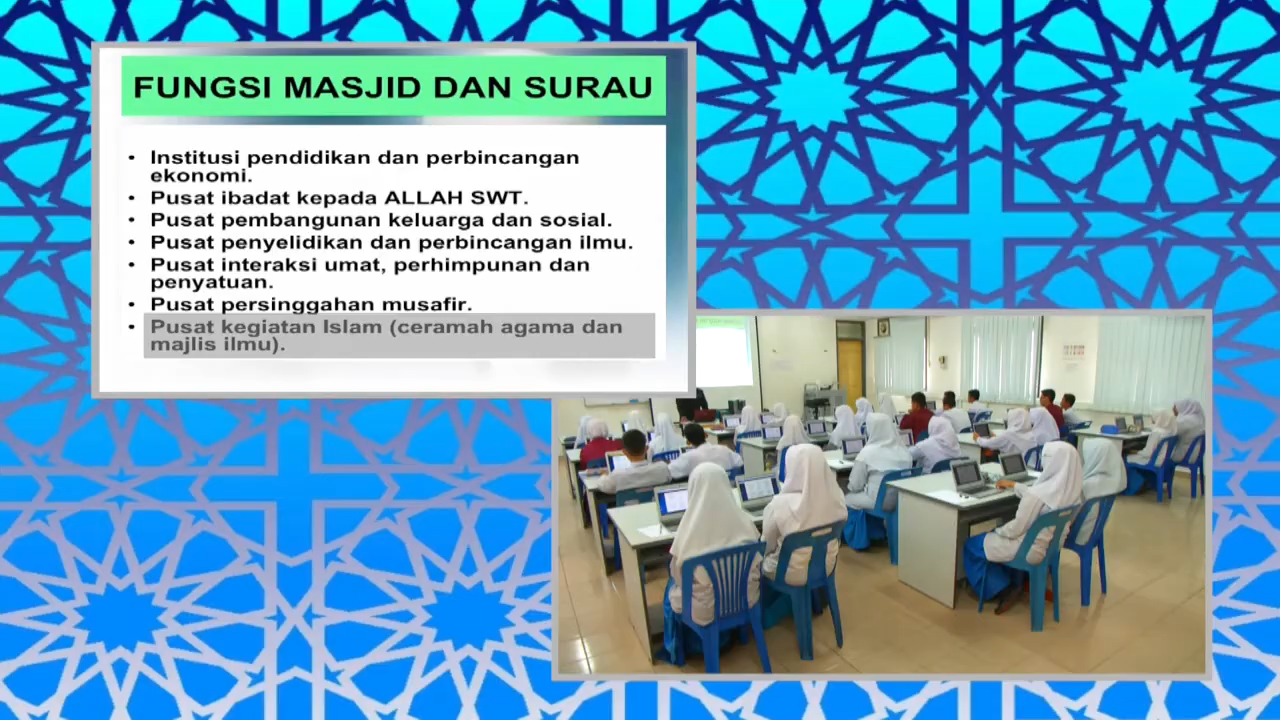 FUNGSI MASJID DAN SURAU
• Institusi pendidikan dan perbincangan
ekonomi.
• Pusat ibadat kepada ALLAH SWT.
• Pusat pembangunan keluarga dan sosial.
• Pusat penyelidikan dan perbincangan ilmu.
• Pusat interaksi umat, perhimpunan dan
penyatuan.
• Pusat persinggahan musafir.
• Pusat kegiatan Islam (ceramah agama dan
majlis ilmu).